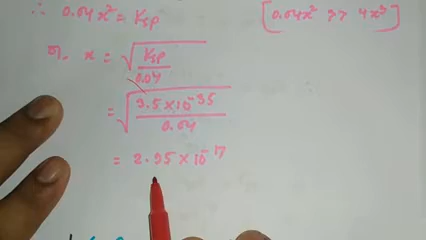 ∴ 0.04x² = Ksp [0.04x² >> 4x³]
বা, x = √(Ksp / 0.04)
= √(3.5×10⁻³⁵ / 0.04)
= 2.95×10⁻¹⁷